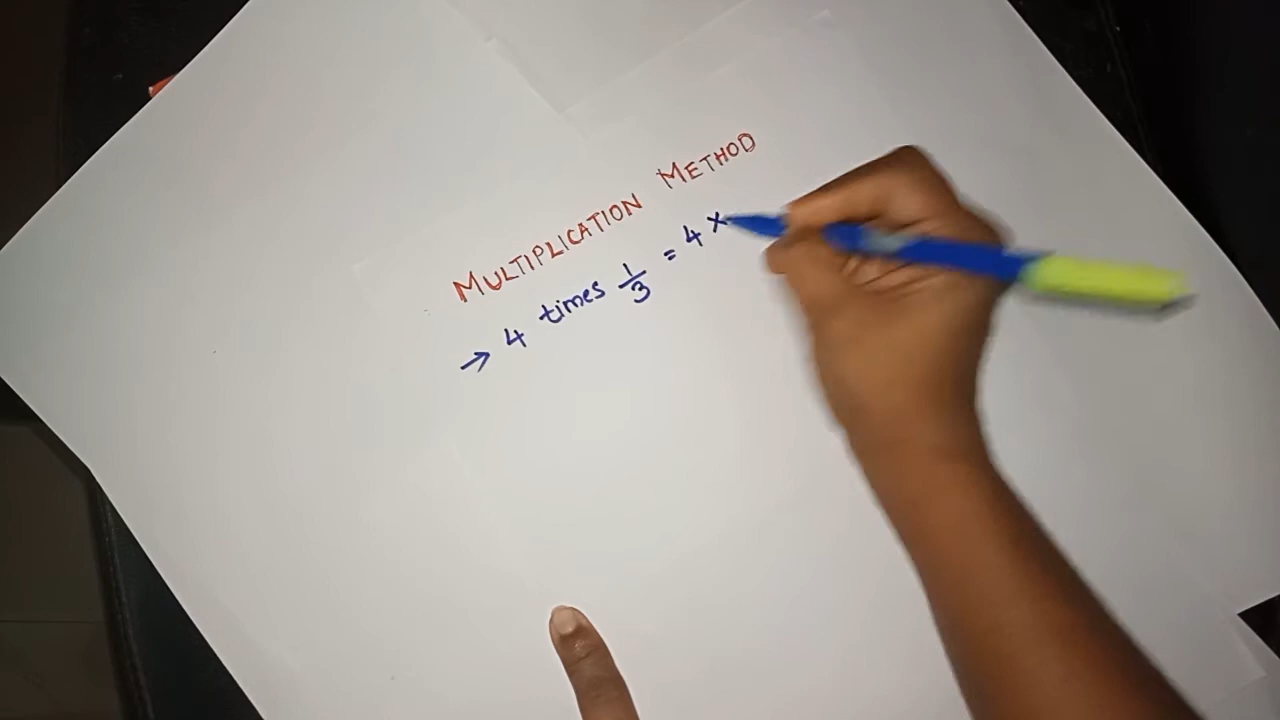 MULTIPLICATION METHOD
→ 4 times 1/3 = 4 ×